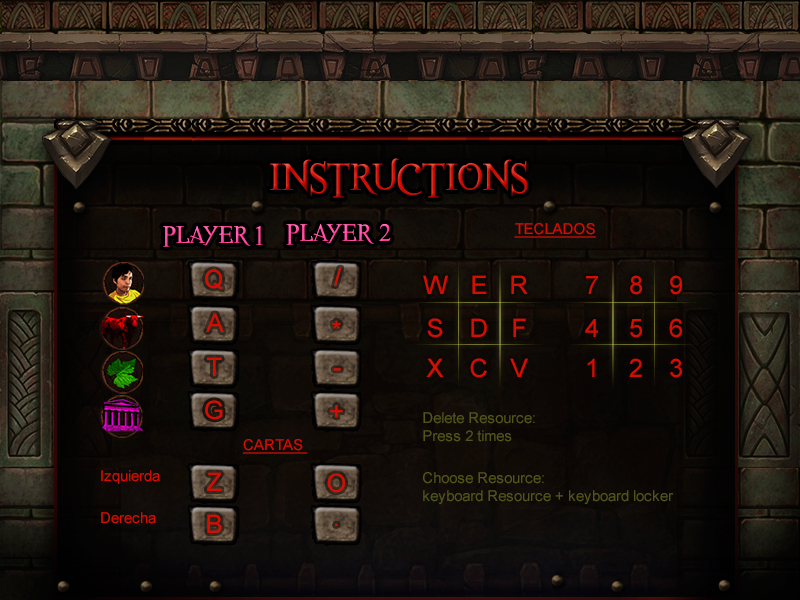 INSTRUCTIONS
PLAYER 1 PLAYER 2
TECLADOS
Q /
A *
T -
G +
W E R 7 8 9
S D F 4 5 6
X C V 1 2 3
Delete Resource:
Press 2 times
CARTAS
Izquierda Z O
Derecha B .
Choose Resource:
keyboard Resource + keyboard locker